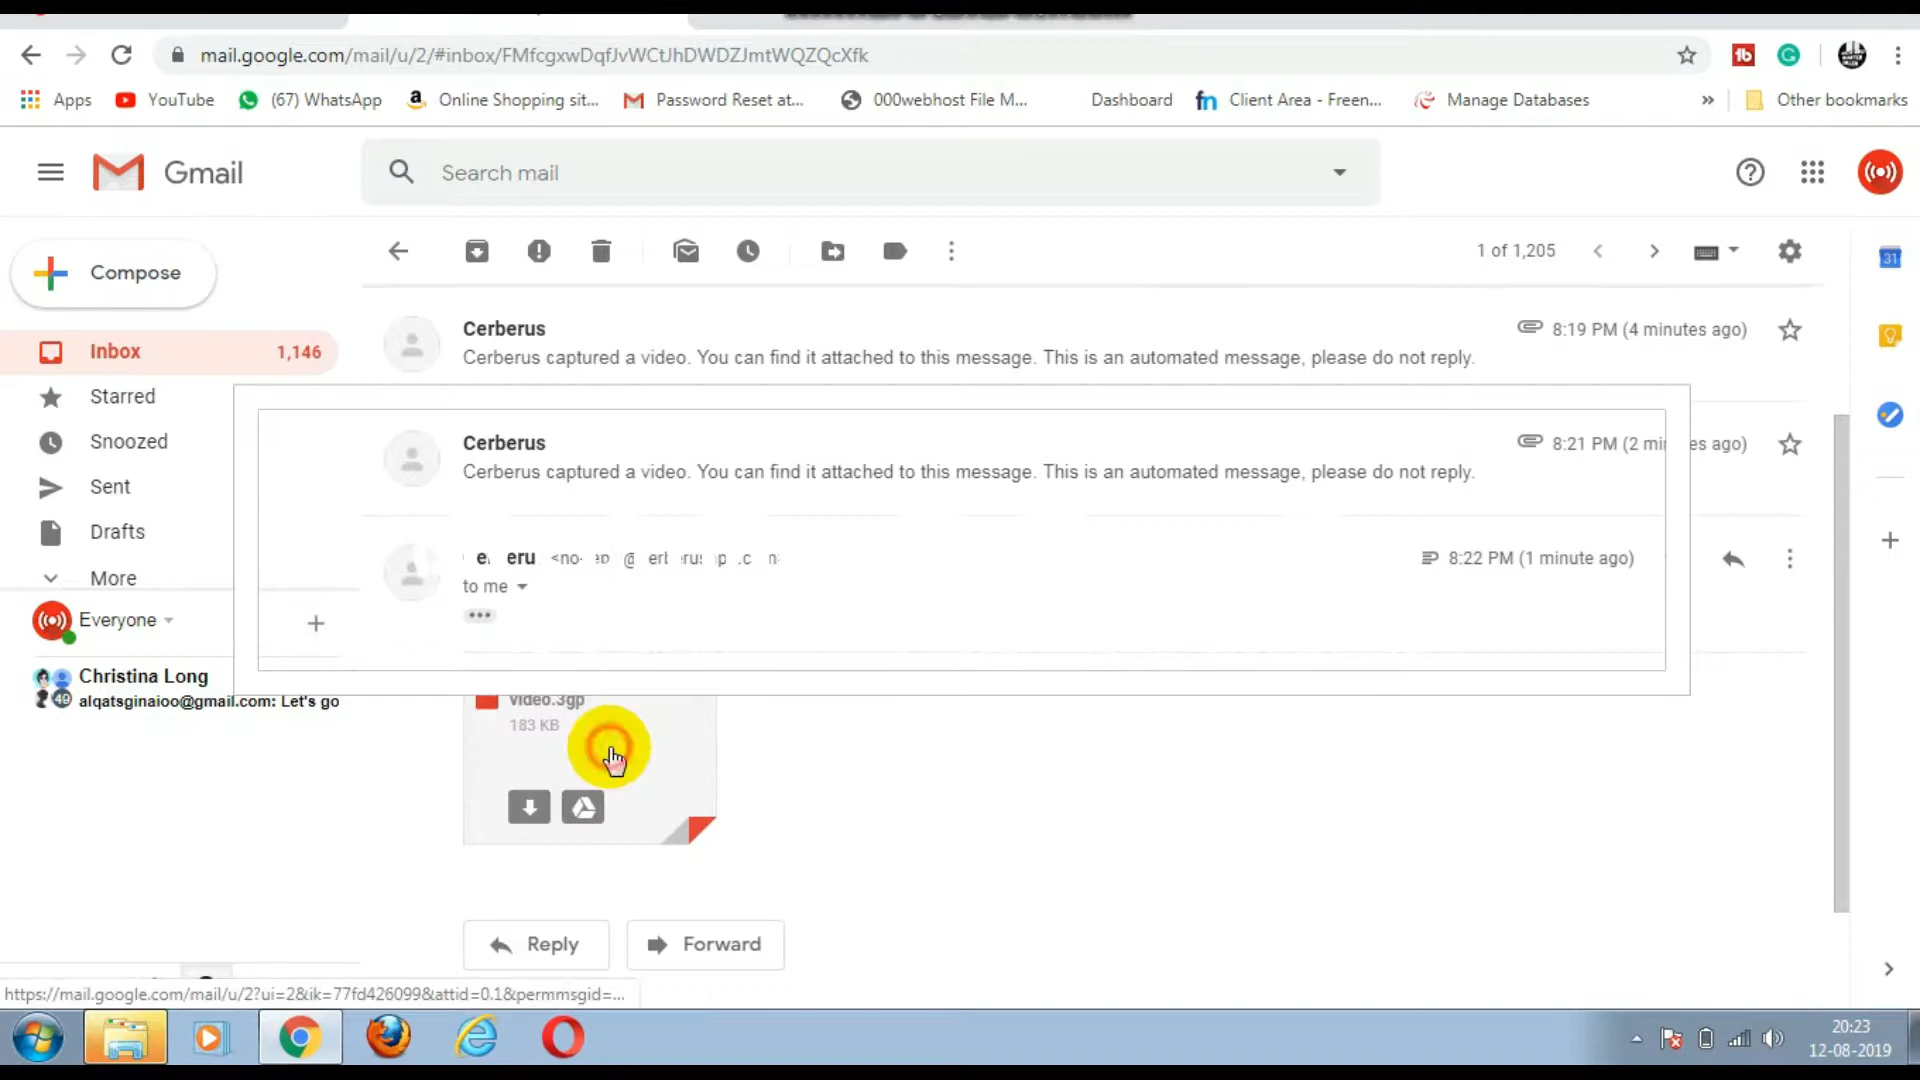 mail.google.com/mail/u/2/#inbox/FMfcgxwDqfJvWCtJhDWDZJmtWQZQcXfk
Apps YouTube (67) WhatsApp Online Shopping sit... Password Reset at... 000webhost File M... Dashboard Client Area - Freen... Manage Databases » Other bookmarks
Gmail Search mail
Compose 1 of 1,205
Inbox 1,146
Starred
Snoozed
Sent
Drafts
More
Everyone
Christina Long
alqatsginaioo@gmail.com: Let's go
Cerberus 8:19 PM (4 minutes ago)
Cerberus captured a video. You can find it attached to this message. This is an automated message, please do not reply.
Cerberus 8:21 PM (2 min es ago)
Cerberus captured a video. You can find it attached to this message. This is an automated message, please do not reply.
8:22 PM (1 minute ago)
to me
video.3gp
183 KB
Reply Forward
https://mail.google.com/mail/u/2?ui=2&ik=77fd426099&attid=0.1&permmsgid=...
20:23
12-08-2019